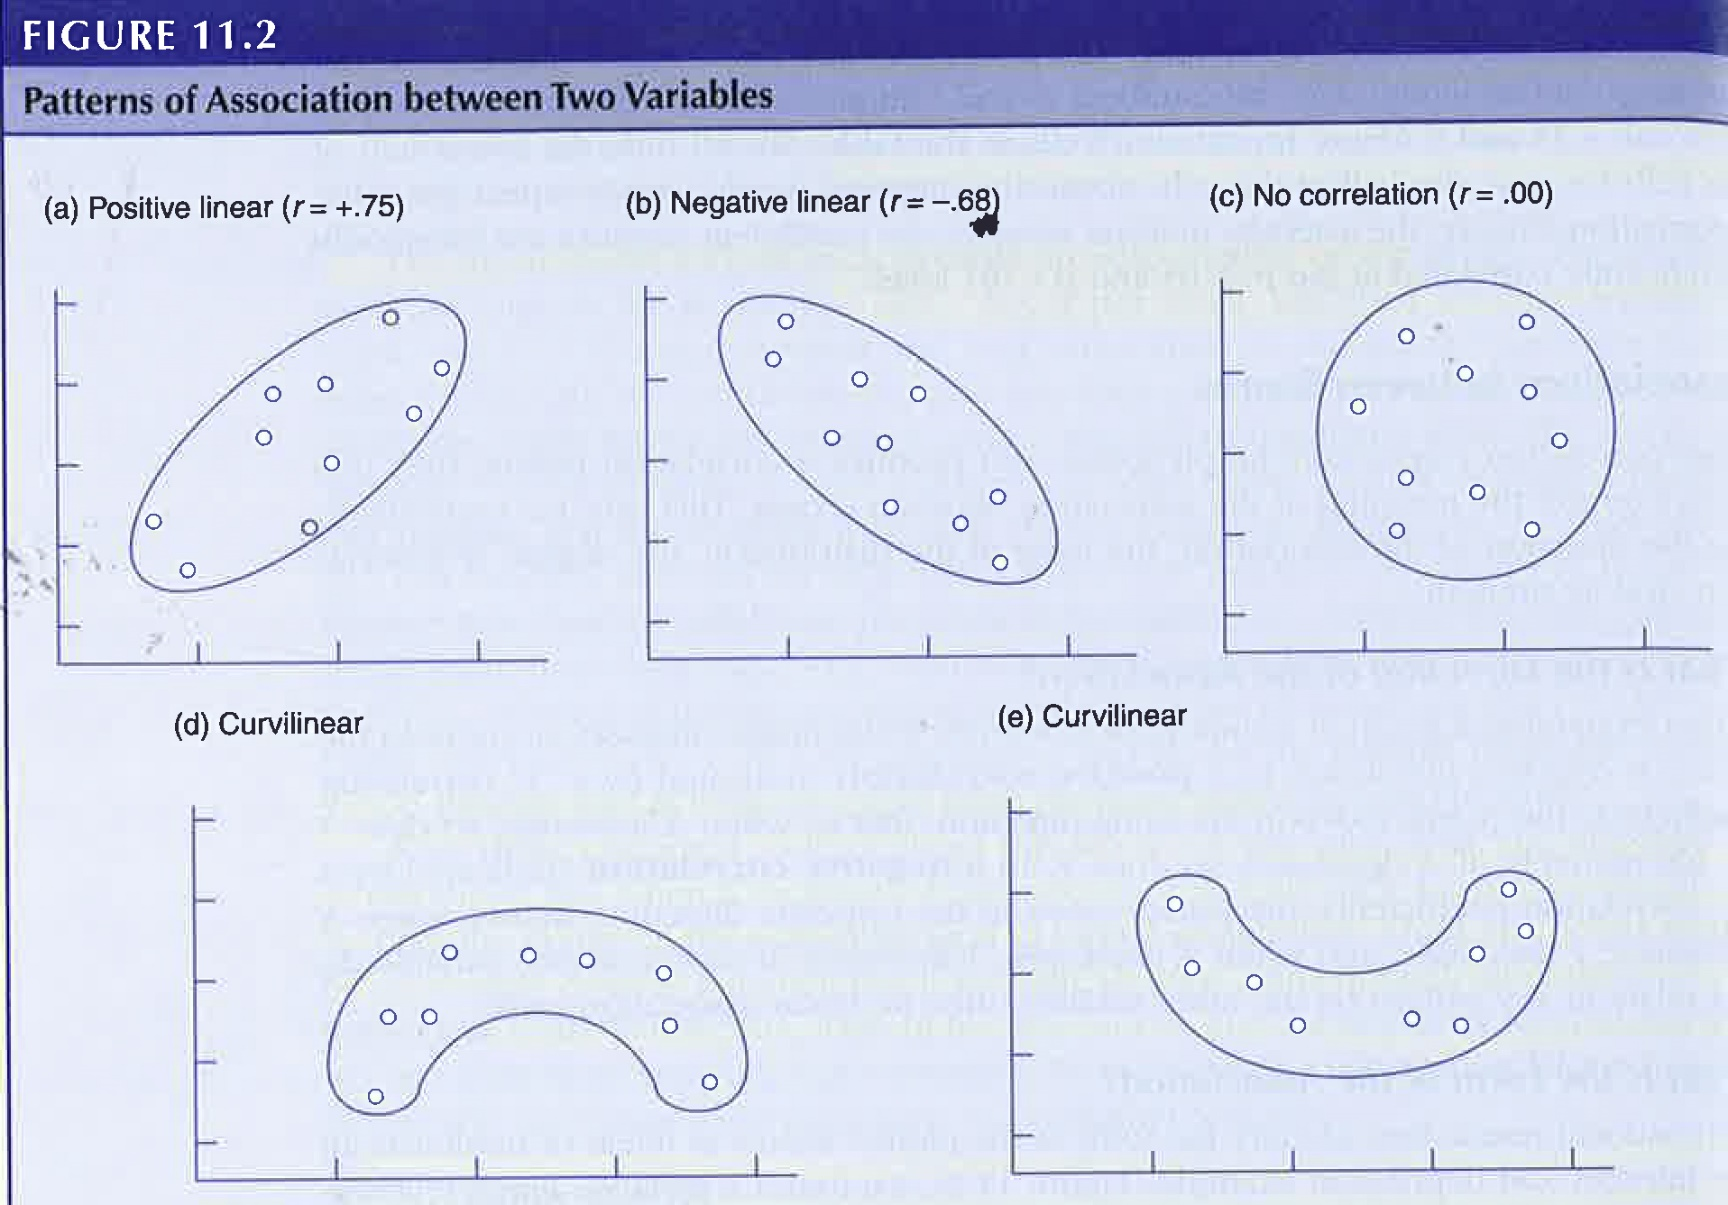 FIGURE 11.2
Patterns of Association between Two Variables
(a) Positive linear (r = +.75)
(b) Negative linear (r = –.68)
(c) No correlation (r = .00)
(d) Curvilinear
(e) Curvilinear